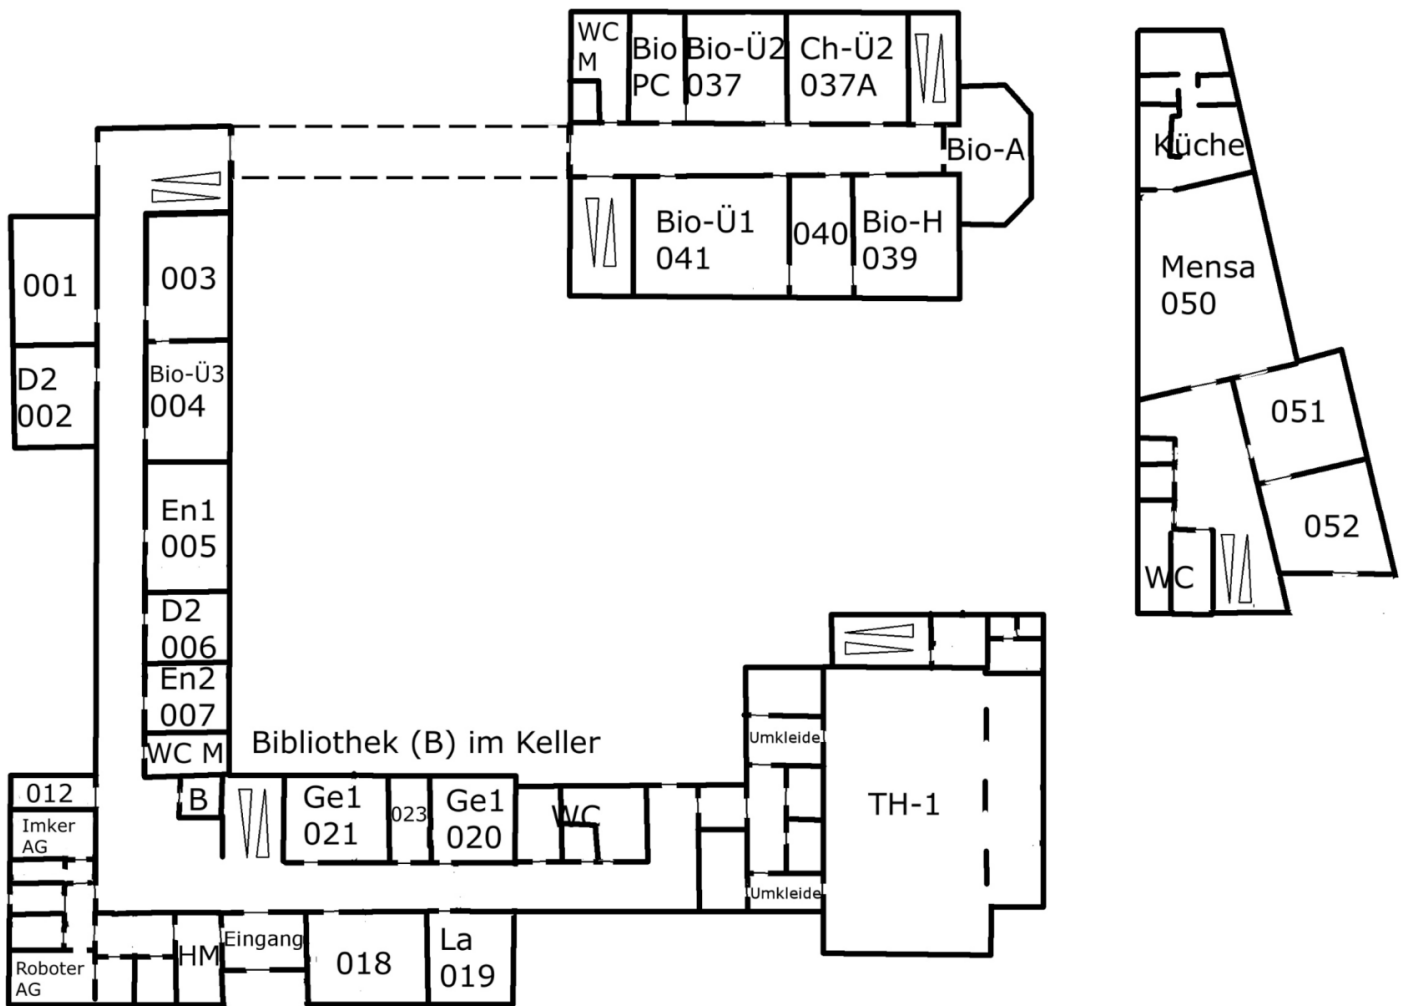 WC
M
Bio
PC
Bio-Ü2
037
Ch-Ü2
037A
Bio-A
Bio-Ü1
041
040
Bio-H
039
Küche
Mensa
050
051
052
WC
001
003
D2
002
Bio-Ü3
004
En1
005
D2
006
En2
007
WC M
Bibliothek (B) im Keller
012
B
Imker
AG
Ge1
021
023
Ge1
020
WC
Umkleide
TH-1
Umkleide
Roboter
AG
HM
Eingang
018
La
019